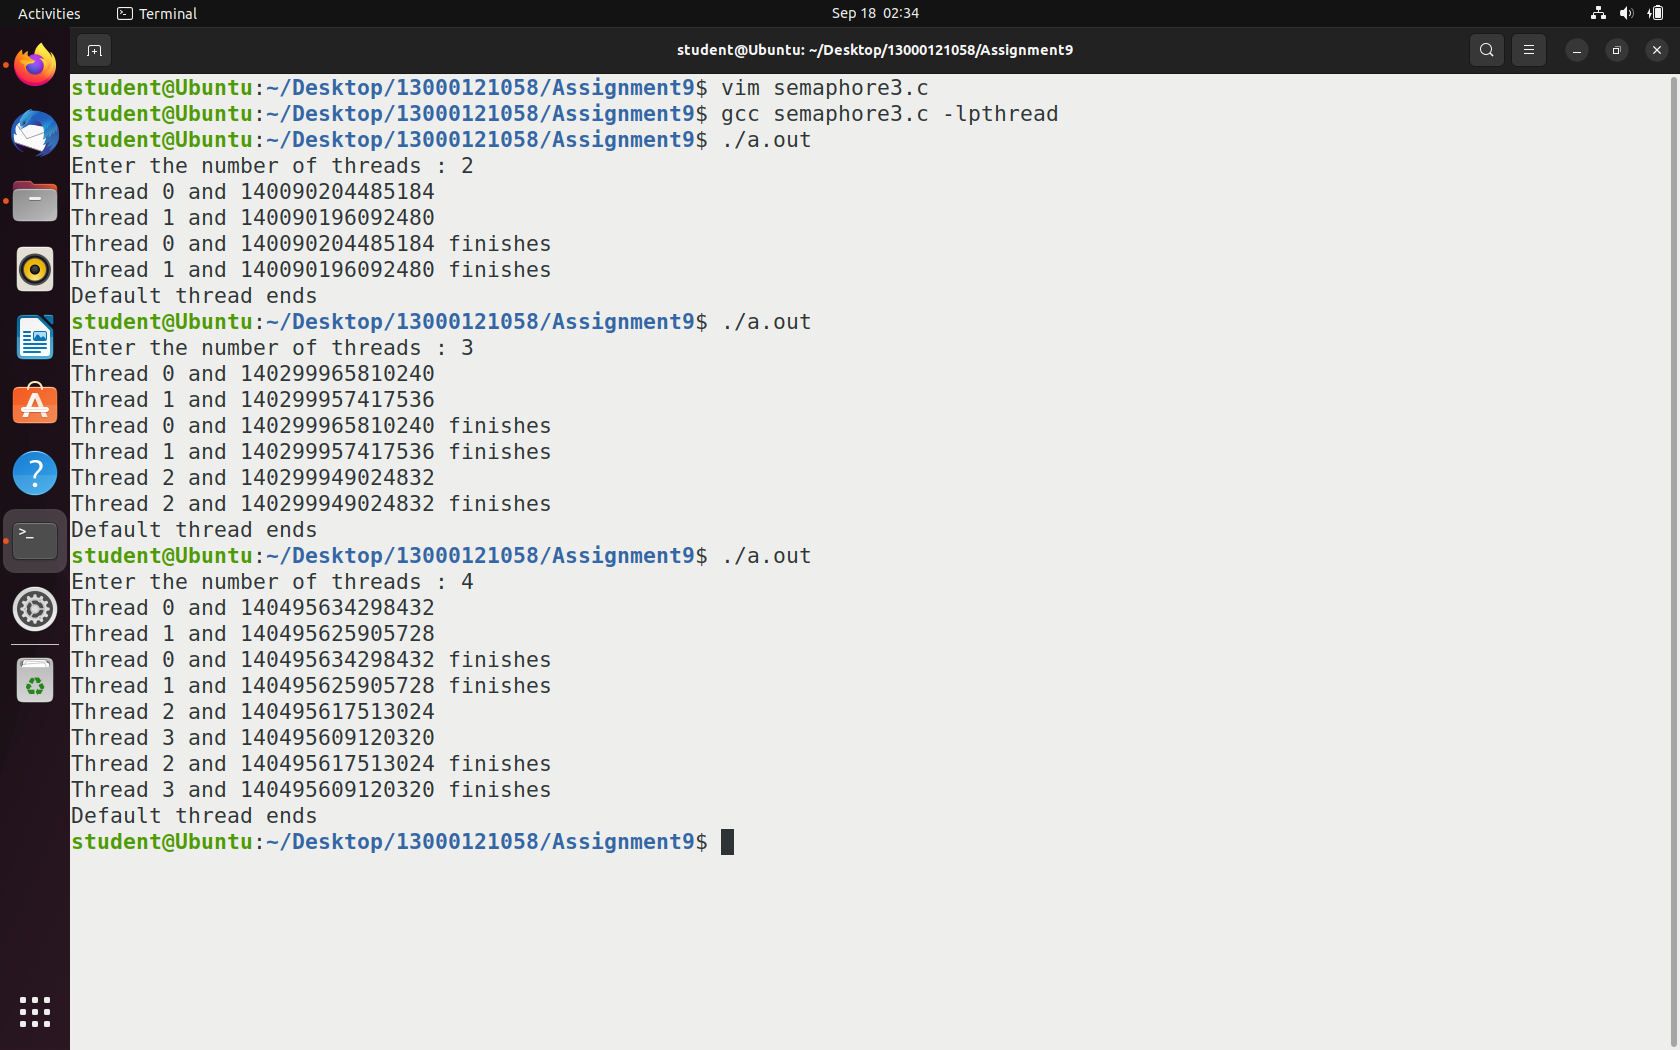 Activities
Terminal
Sep 18 02:34
student@Ubuntu: ~/Desktop/13000121058/Assignment9
student@Ubuntu:~/Desktop/13000121058/Assignment9$ vim semaphore3.c
student@Ubuntu:~/Desktop/13000121058/Assignment9$ gcc semaphore3.c -lpthread
student@Ubuntu:~/Desktop/13000121058/Assignment9$ ./a.out
Enter the number of threads : 2
Thread 0 and 140090204485184
Thread 1 and 140090196092480
Thread 0 and 140090204485184 finishes
Thread 1 and 140090196092480 finishes
Default thread ends
student@Ubuntu:~/Desktop/13000121058/Assignment9$ ./a.out
Enter the number of threads : 3
Thread 0 and 140299965810240
Thread 1 and 140299957417536
Thread 0 and 140299965810240 finishes
Thread 1 and 140299957417536 finishes
Thread 2 and 140299949024832
Thread 2 and 140299949024832 finishes
Default thread ends
student@Ubuntu:~/Desktop/13000121058/Assignment9$ ./a.out
Enter the number of threads : 4
Thread 0 and 140495634298432
Thread 1 and 140495625905728
Thread 0 and 140495634298432 finishes
Thread 1 and 140495625905728 finishes
Thread 2 and 140495617513024
Thread 3 and 140495609120320
Thread 2 and 140495617513024 finishes
Thread 3 and 140495609120320 finishes
Default thread ends
student@Ubuntu:~/Desktop/13000121058/Assignment9$